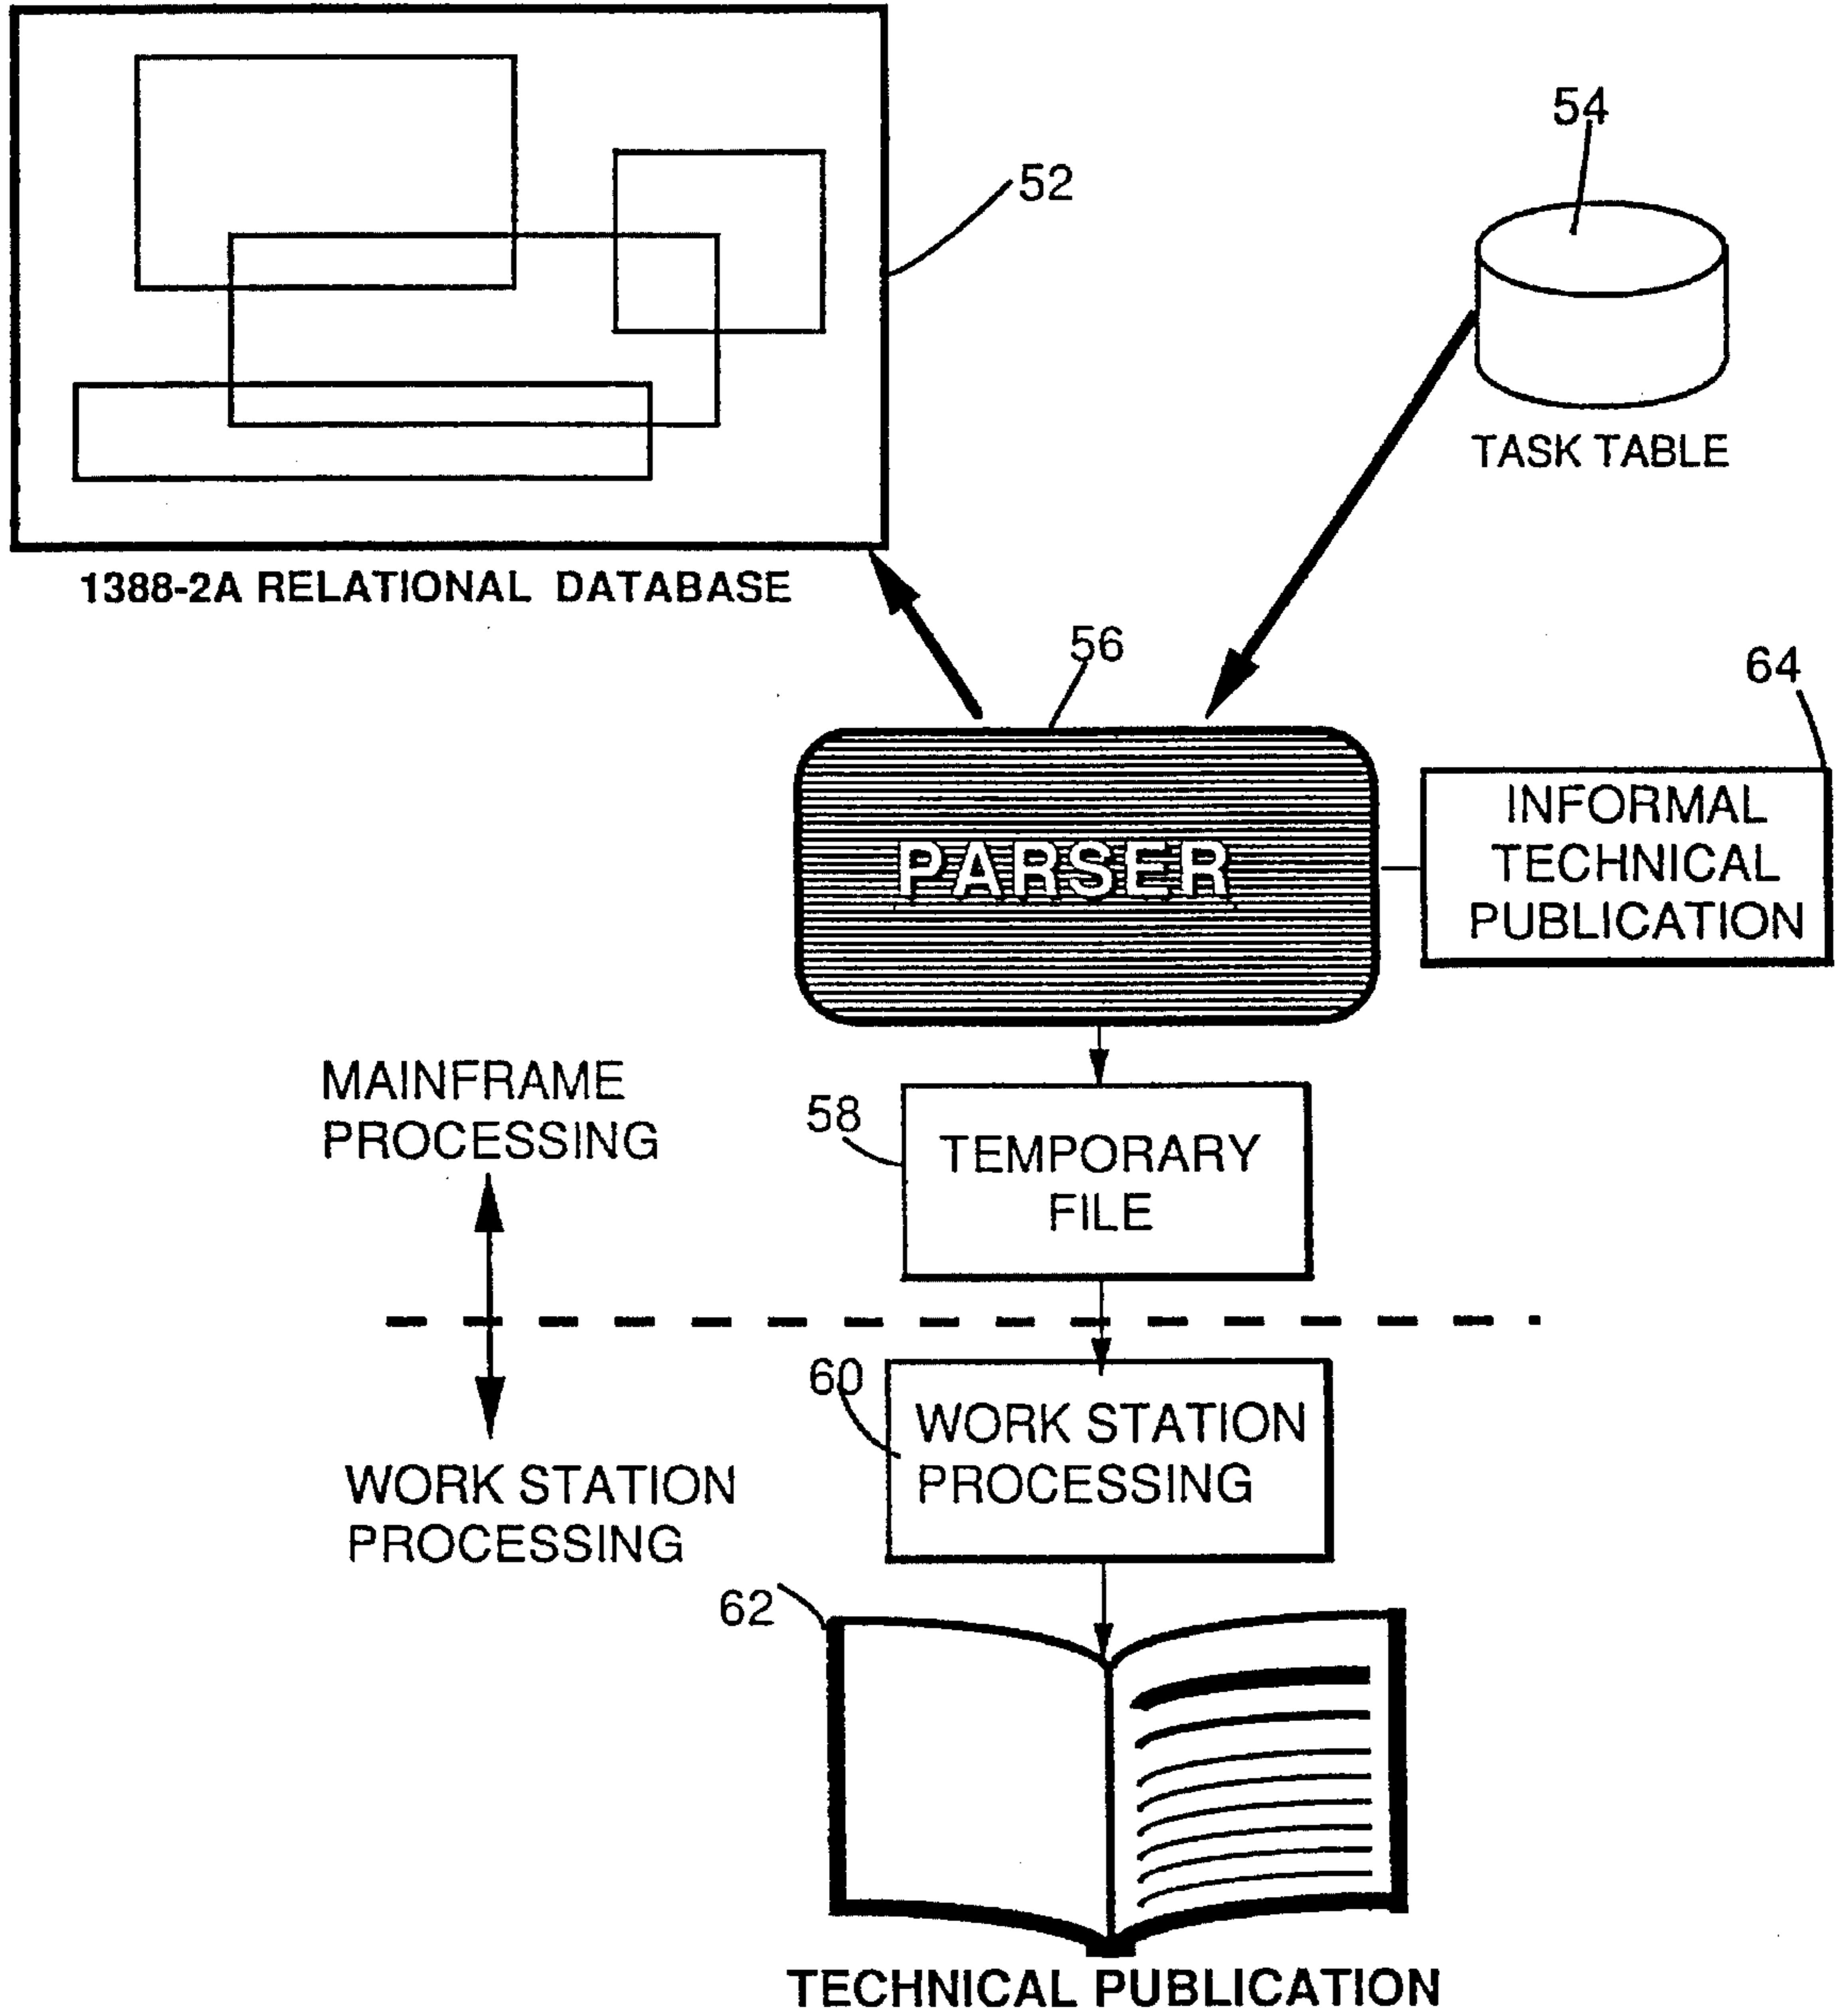 54
52
TASK TABLE
1388-2A RELATIONAL DATABASE
56
64
PARSER
INFORMAL
TECHNICAL
PUBLICATION
MAINFRAME
PROCESSING
58
TEMPORARY
FILE
60
WORK STATION
PROCESSING
WORK STATION
PROCESSING
62
TECHNICAL PUBLICATION